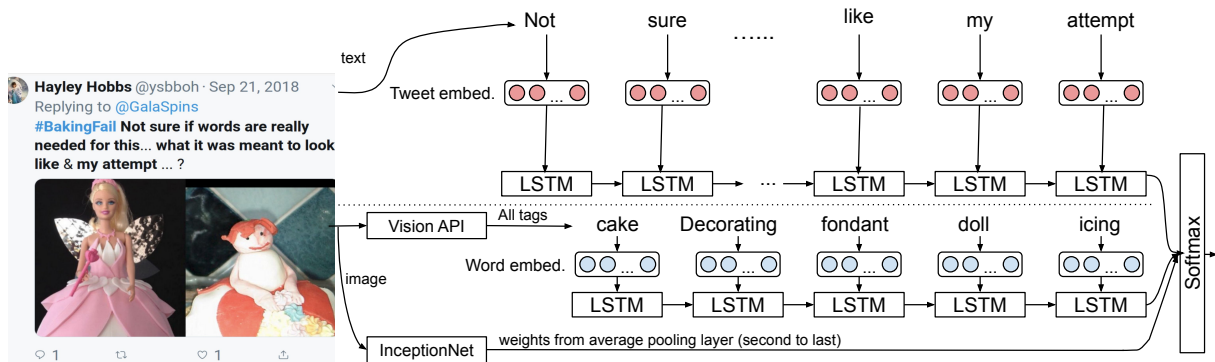 Not sure ...... like my attempt
text
Tweet embed. ... ... ... ... ...
Hayley Hobbs @ysbboh · Sep 21, 2018
Replying to @GalaSpins
#BakingFail Not sure if words are really
needed for this... what it was meant to look
like & my attempt ... ?
LSTM LSTM ... LSTM LSTM LSTM
Vision API All tags
cake Decorating fondant doll icing
Word embed. ... ... ... ... ...
image
LSTM LSTM LSTM LSTM LSTM
InceptionNet weights from average pooling layer (second to last)
Softmax
1 1